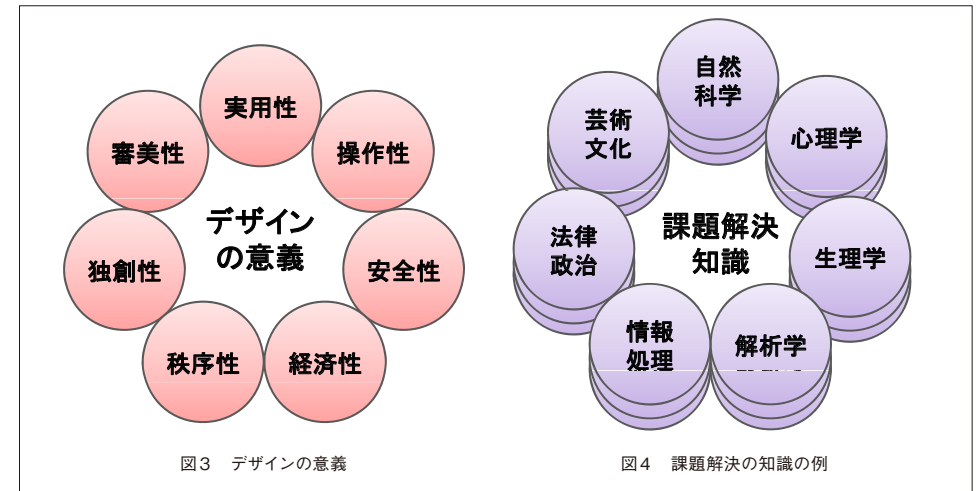 実用性
審美性
操作性
デザイン
の意義
独創性
安全性
秩序性
経済性
図3 デザインの意義
自然
科学
芸術
文化
心理学
課題解決
知識
法律
政治
生理学
情報
処理
解析学
図4 課題解決の知識の例